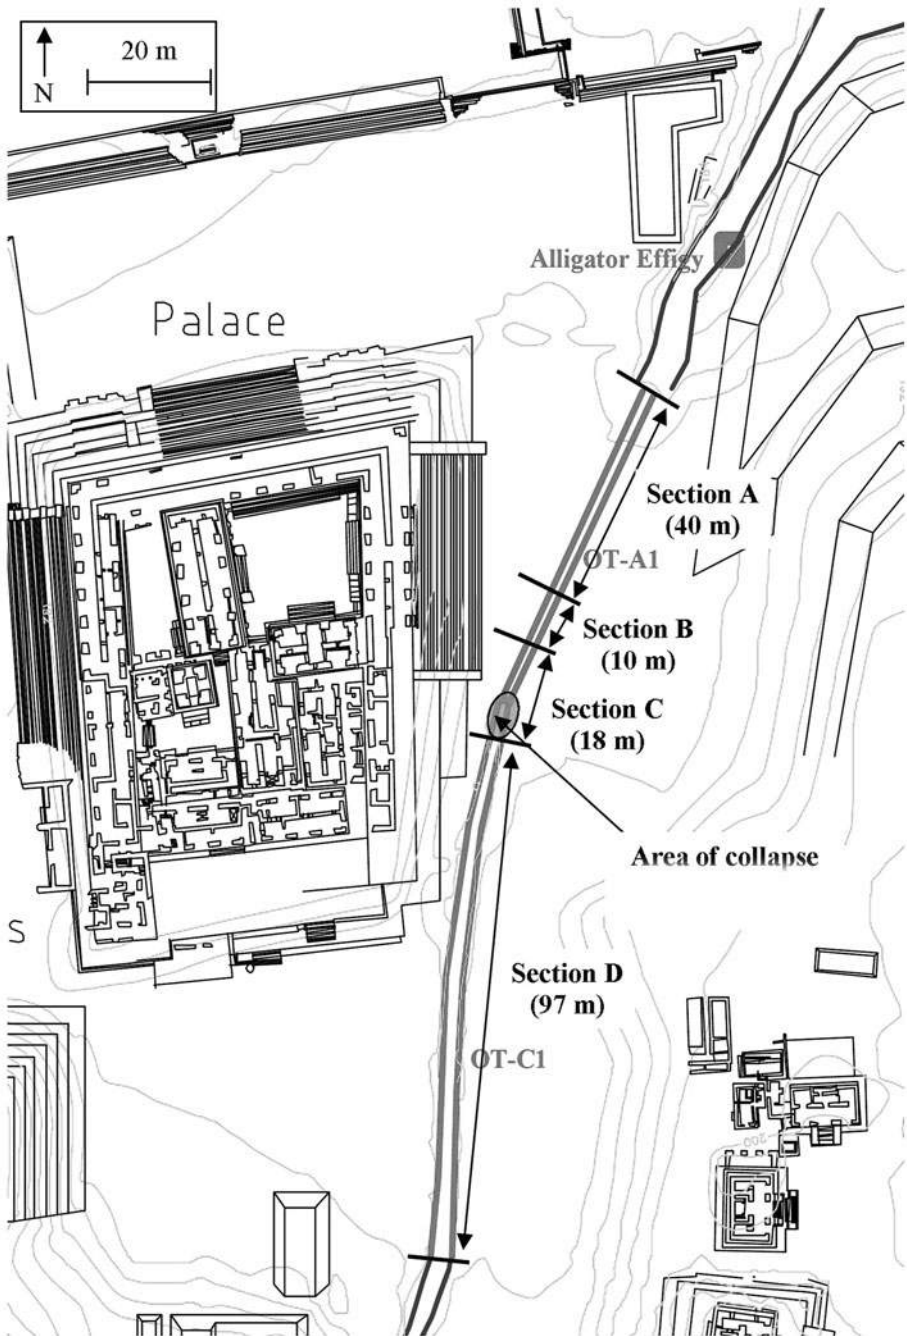 20 m
N
Alligator Effigy
Palace
Section A
(40 m)
OT-A1
Section B
(10 m)
Section C
(18 m)
Area of collapse
s
Section D
(97 m)
OT-C1
200